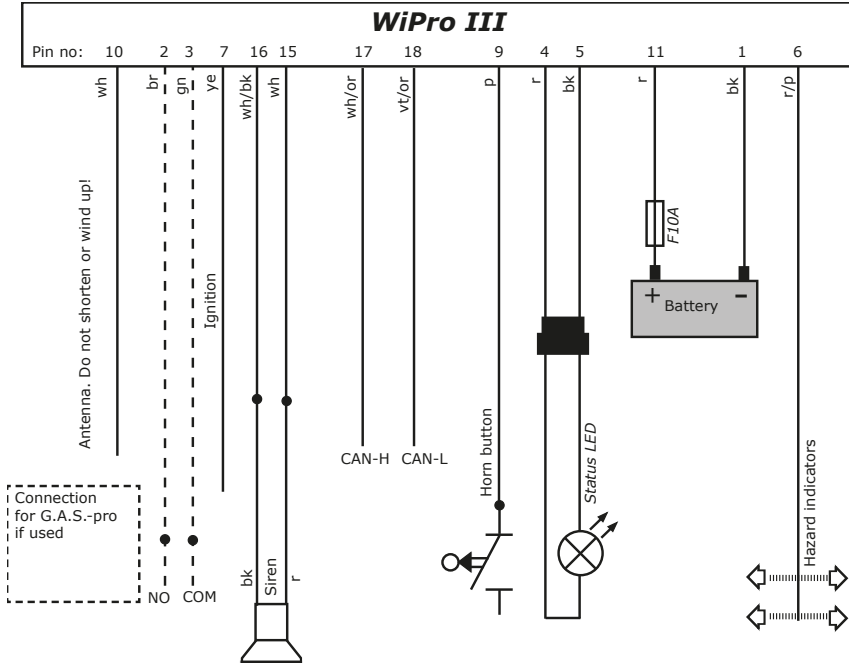 WiPro III
Pin no: 10 2 3 7 16 15 17 18 9 4 5 11 1 6
wh
br
gn
ye
wh/bk
wh
wh/or
vt/or
p
r
bk
r
bk
r/p
Antenna. Do not shorten or wind up!
Ignition
F10A
+ Battery -
CAN-H CAN-L
Horn button
Status LED
Hazard indicators
Connection
for G.A.S.-pro
if used
NO COM
bk
Siren
r